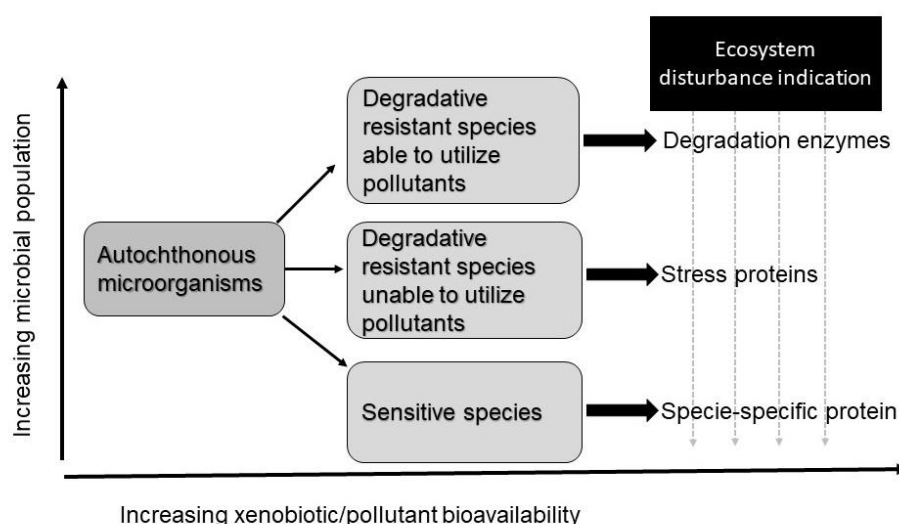 Ecosystem
disturbance indication
Increasing microbial population
Degradative
resistant species
able to utilize
pollutants
Degradation enzymes
Autochthonous
microorganisms
Degradative
resistant species
unable to utilize
pollutants
Stress proteins
Sensitive species
Specie-specific protein
Increasing xenobiotic/pollutant bioavailability